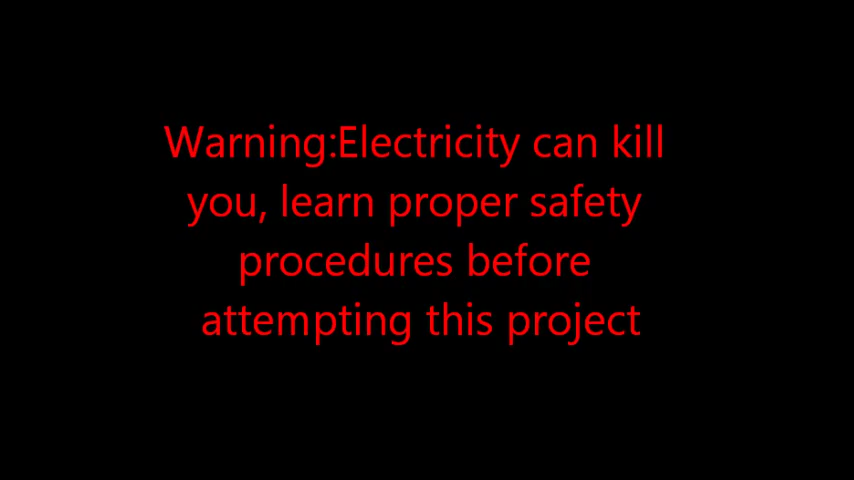 Warning:Electricity can kill
you, learn proper safety
procedures before
attempting this project